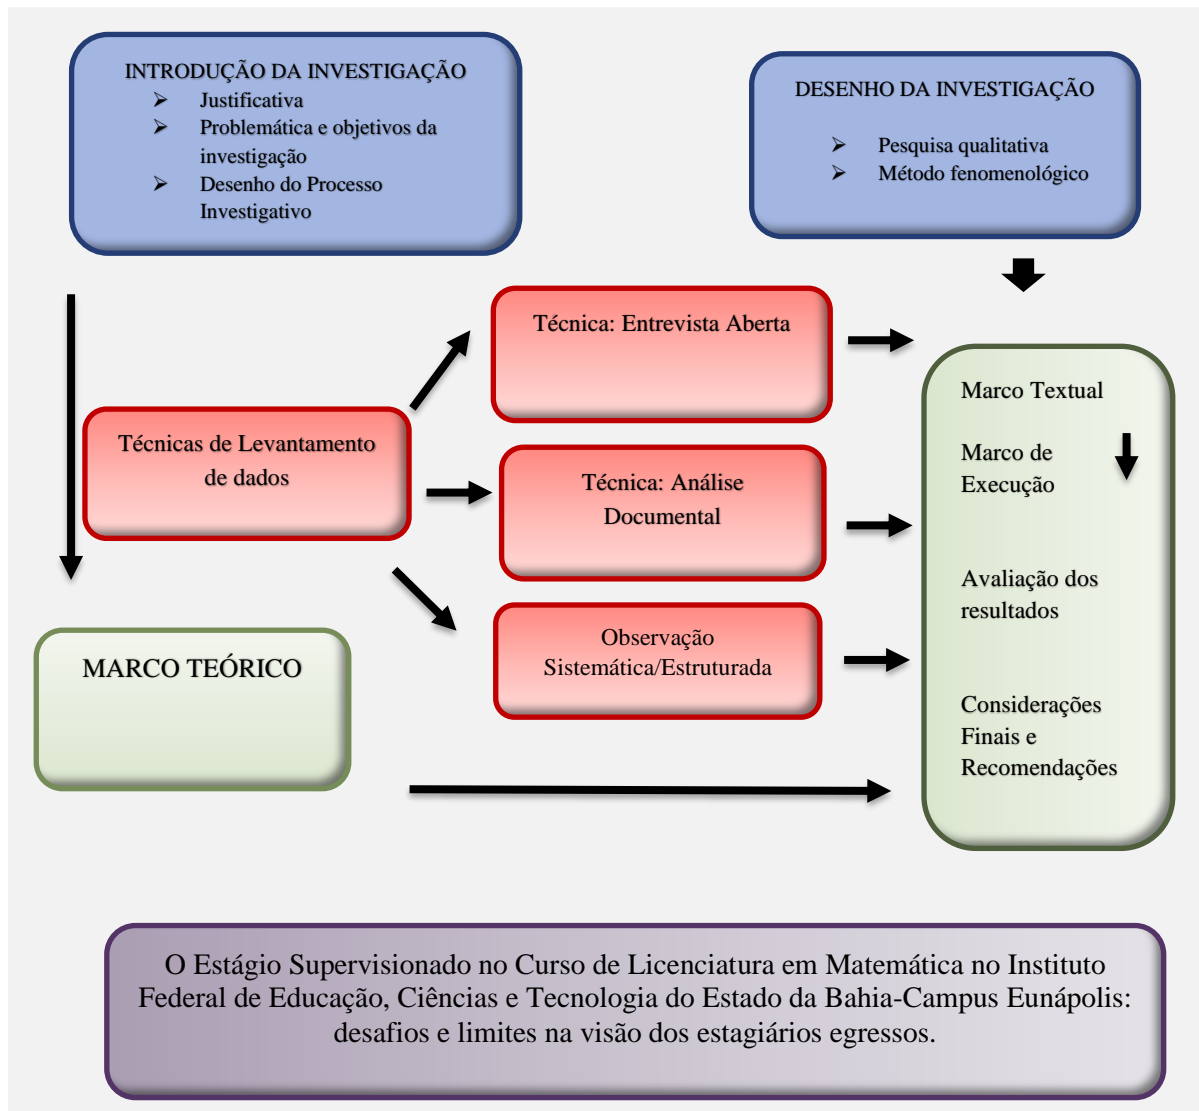 INTRODUÇÃO DA INVESTIGAÇÃO
➢ Justificativa
➢ Problemática e objetivos da
investigação
➢ Desenho do Processo
Investigativo
DESENHO DA INVESTIGAÇÃO
➢ Pesquisa qualitativa
➢ Método fenomenológico
Técnica: Entrevista Aberta
Técnicas de Levantamento
de dados
Técnica: Análise
Documental
Observação
Sistemática/Estruturada
MARCO TEÓRICO
Marco Textual
Marco de
Execução
Avaliação dos
resultados
Considerações
Finais e
Recomendações
O Estágio Supervisionado no Curso de Licenciatura em Matemática no Instituto
Federal de Educação, Ciências e Tecnologia do Estado da Bahia-Campus Eunápolis:
desafios e limites na visão dos estagiários egressos.